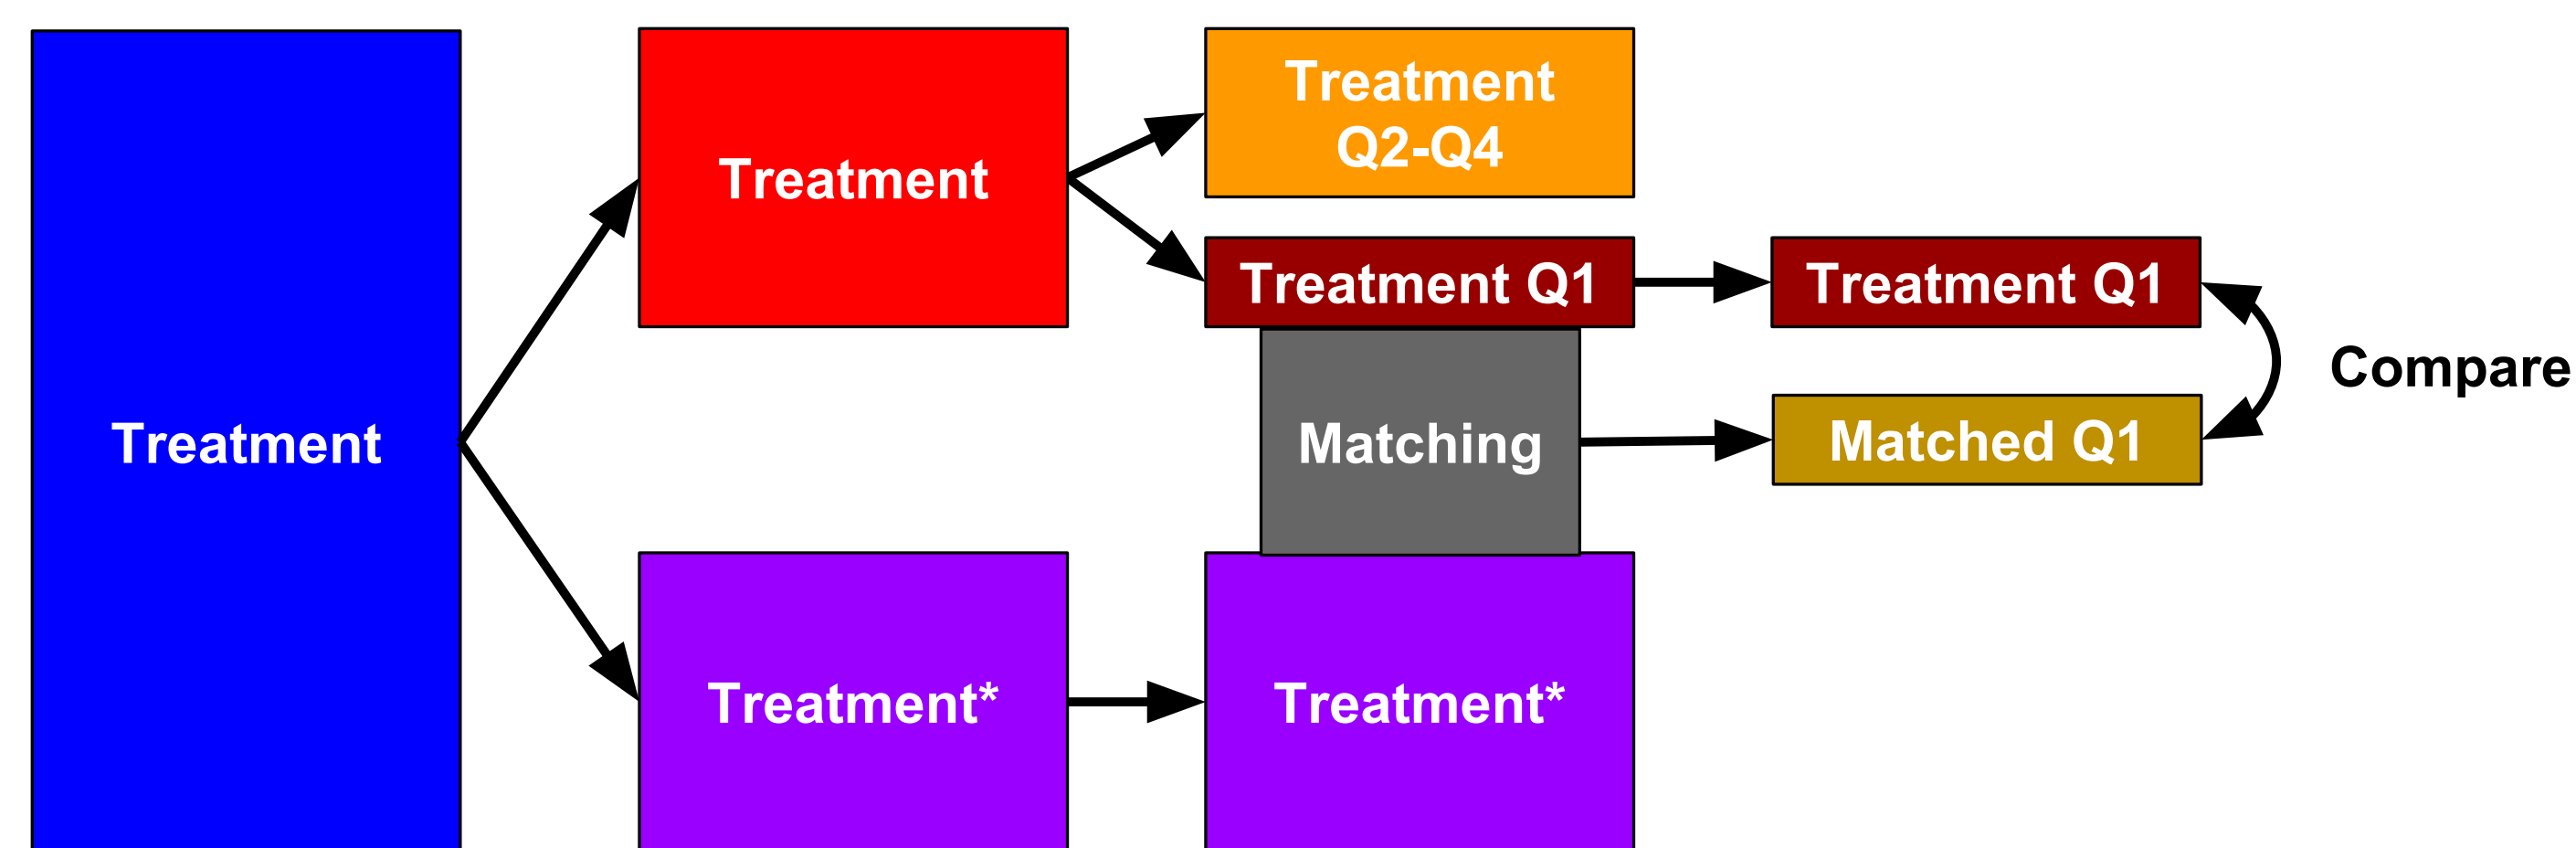 Treatment
Treatment
Treatment*
Treatment
Q2-Q4
Treatment Q1
Matching
Treatment*
Treatment Q1
Matched Q1
Compare